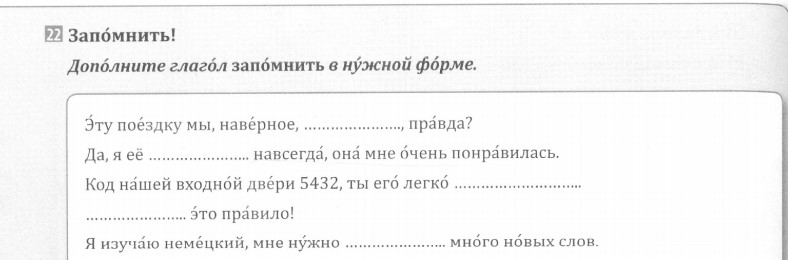 22 Запо́мнить!
Допо́лните глаго́л запо́мнить в ну́жной фо́рме.
Э́ту пое́здку мы, наве́рное, ....................., пра́вда?
Да, я её ...................... навсегда́, она́ мне о́чень понра́вилась.
Код на́шей входно́й две́ри 5432, ты его́ легко́ ............................
...................... э́то пра́вило!
Я изуча́ю неме́цкий, мне ну́жно ...................... мно́го но́вых слов.